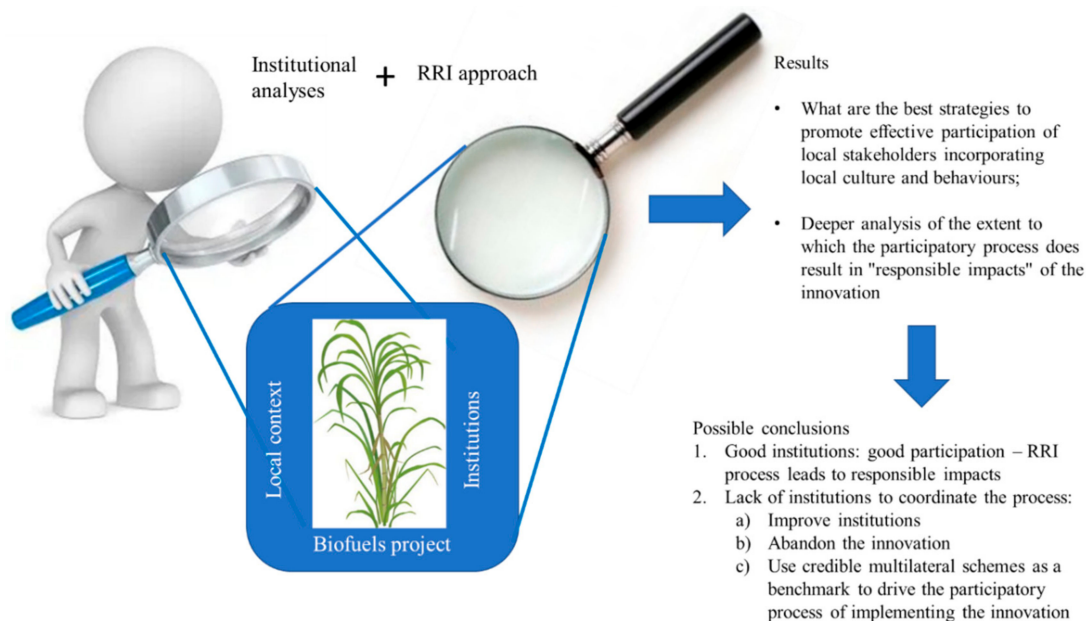 Institutional
analyses
+
RRI approach
Local context
Institutions
Biofuels project
Results
• What are the best strategies to
promote effective participation of
local stakeholders incorporating
local culture and behaviours;
• Deeper analysis of the extent to
which the participatory process does
result in "responsible impacts" of the
innovation
Possible conclusions
1. Good institutions: good participation – RRI
process leads to responsible impacts
2. Lack of institutions to coordinate the process:
a) Improve institutions
b) Abandon the innovation
c) Use credible multilateral schemes as a
benchmark to drive the participatory
process of implementing the innovation